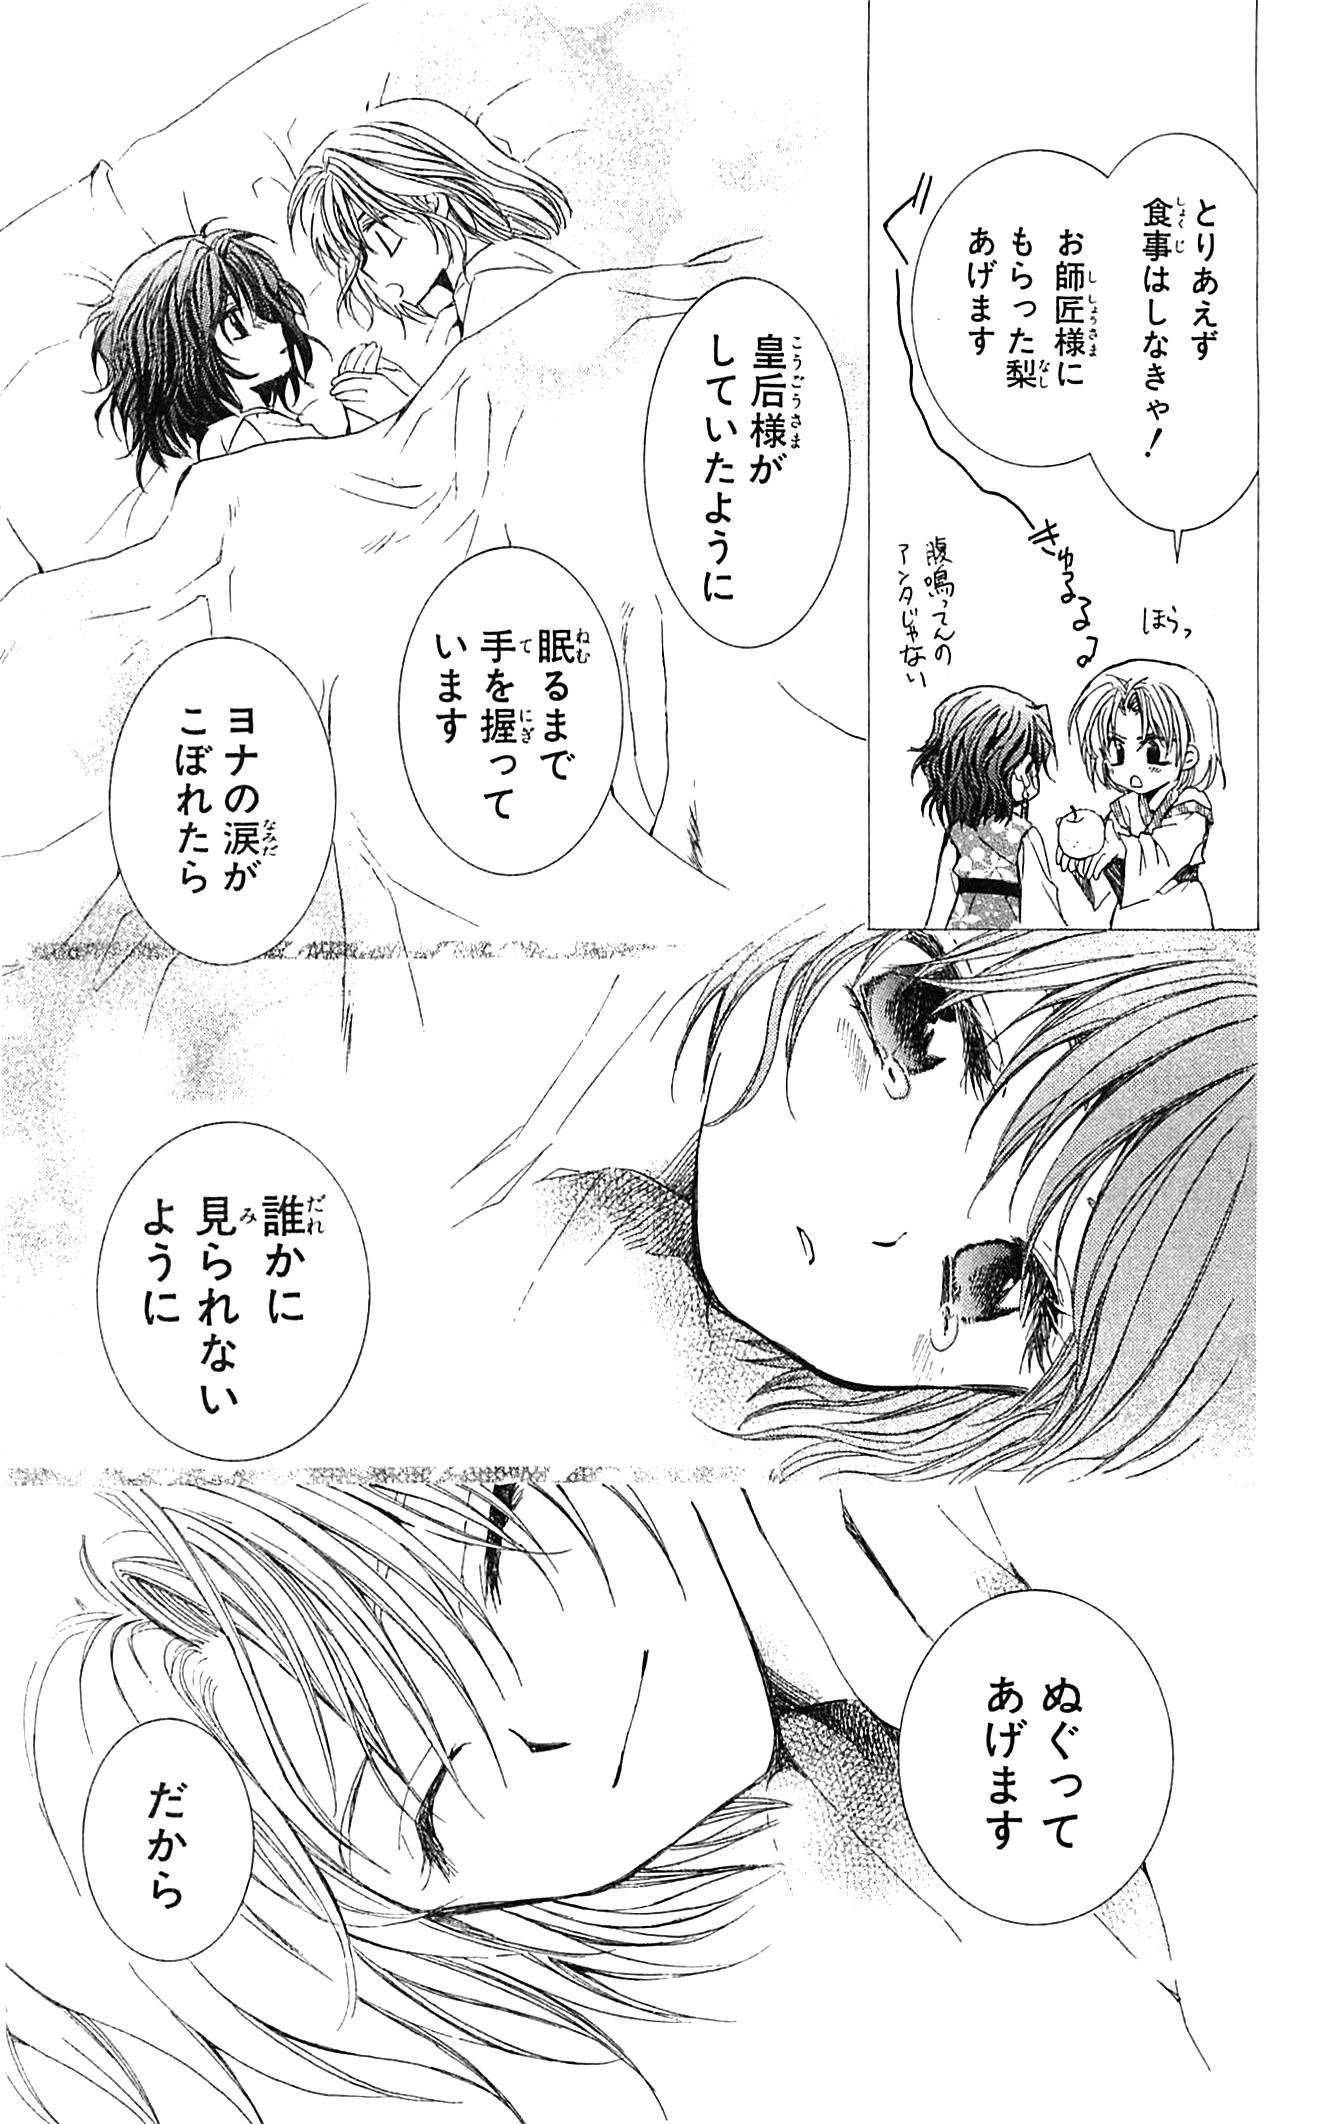 とりあえず
食事はしなきゃ!
お師匠様に
もらった梨
あげます
ほらっ
きゅるるる
腹鳴ってんの
アンタじゃない
皇后様が
していたように
眠るまで
手を握って
います
ヨナの涙が
こぼれたら
誰かに
見られない
ように
ぬぐって
あげます
だから